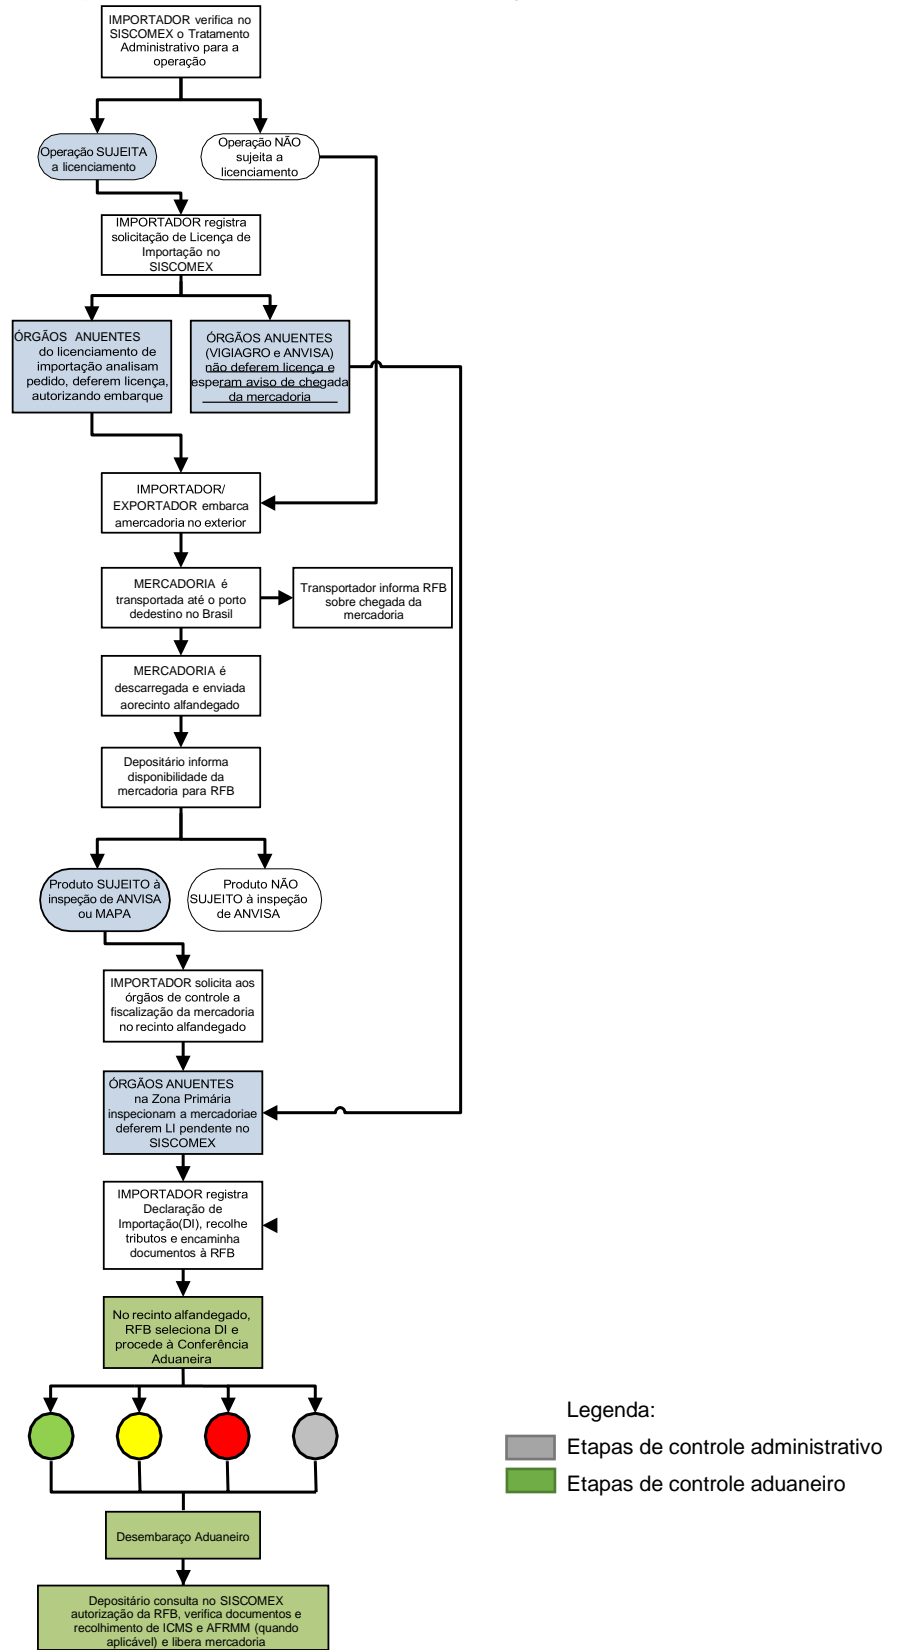 IMPORTADOR verifica no
SISCOMEX o Tratamento
Administrativo para a
operação
Operação SUJEITA
a licenciamento
Operação NÃO
sujeita a
licenciamento
IMPORTADOR registra
solicitação de Licença de
Importação no
SISCOMEX
ÓRGÃOS ANUENTES
do licenciamento de
importação analisam
pedido, deferem licença,
autorizando embarque
ÓRGÃOS ANUENTES
(VIGIAGRO e ANVISA)
não deferem licença e
esperam aviso de chegada
da mercadoria
IMPORTADOR/
EXPORTADOR embarca
amercadoria no exterior
MERCADORIA é
transportada até o porto
dedestino no Brasil
Transportador informa RFB
sobre chegada da
mercadoria
MERCADORIA é
descarregada e enviada
aorecinto alfandegado
Depositário informa
disponibilidade da
mercadoria para RFB
Produto SUJEITO à
inspeção de ANVISA
ou MAPA
Produto NÃO
SUJEITO à inspeção
de ANVISA
IMPORTADOR solicita aos
órgãos de controle a
fiscalização da mercadoria
no recinto alfandegado
ÓRGÃOS ANUENTES
na Zona Primária
inspecionam a mercadoriae
deferem LI pendente no
SISCOMEX
IMPORTADOR registra
Declaração de
Importação(DI), recolhe
tributos e encaminha
documentos à RFB
No recinto alfandegado,
RFB seleciona DI e
procede à Conferência
Aduaneira
Legenda:
Etapas de controle administrativo
Etapas de controle aduaneiro
Desembaraço Aduaneiro
Depositário consulta no SISCOMEX
autorização da RFB, verifica documentos e
recolhimento de ICMS e AFRMM (quando
aplicável) e libera mercadoria